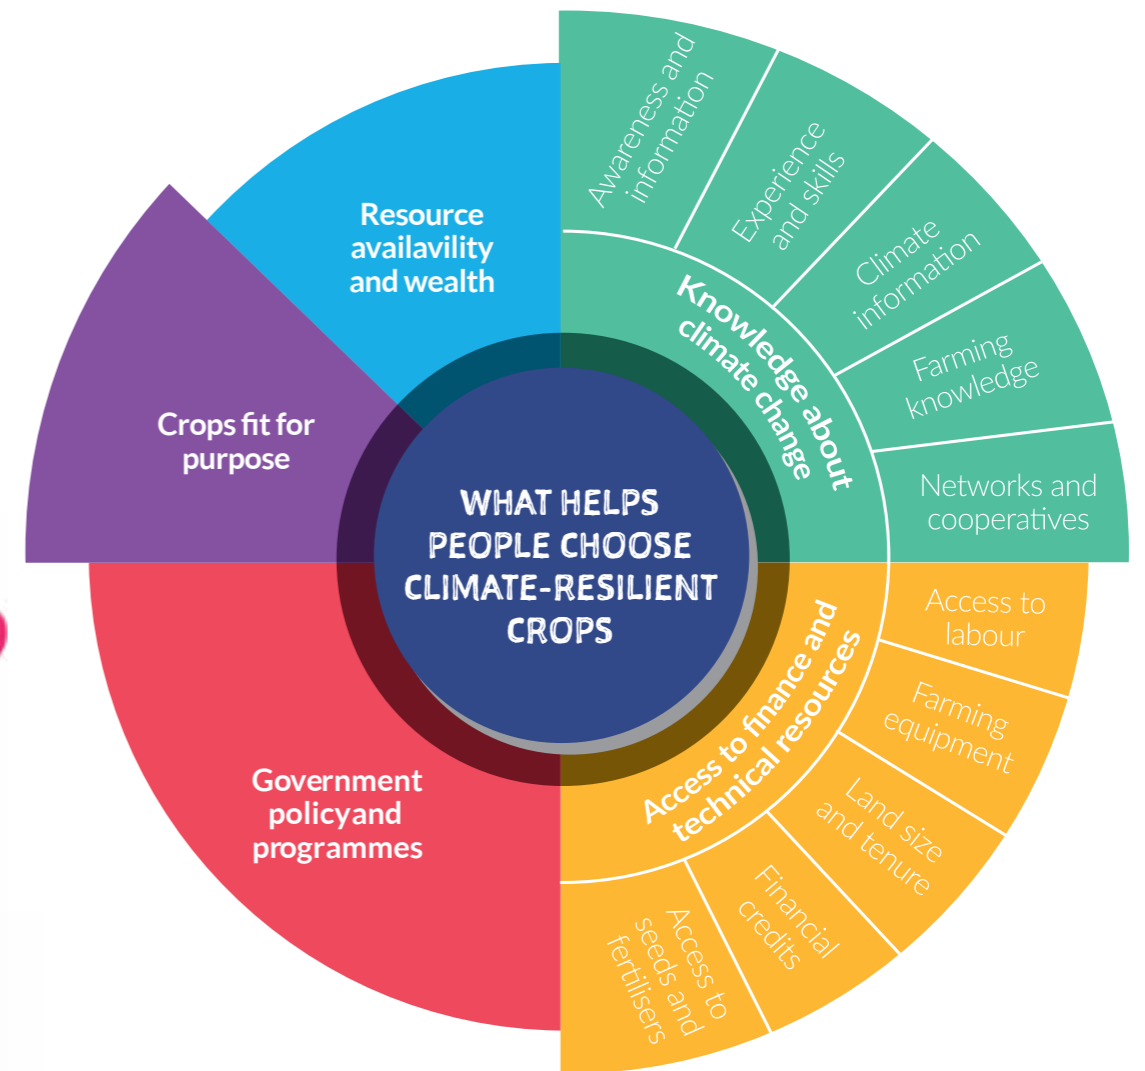 Awareness and
information
Experience
and skills
Climate
information
Farming
knowledge
Networks and
cooperatives
Knowledge about
climate change
Access to
labour
Farming
equipment
Land size
and tenure
Financial
credits
Access to
seeds and
fertilisers
Access to finance and
technical resources
Government
policyand
programmes
Crops fit for
purpose
Resource
availavility
and wealth
WHAT HELPS
PEOPLE CHOOSE
CLIMATE-RESILIENT
CROPS